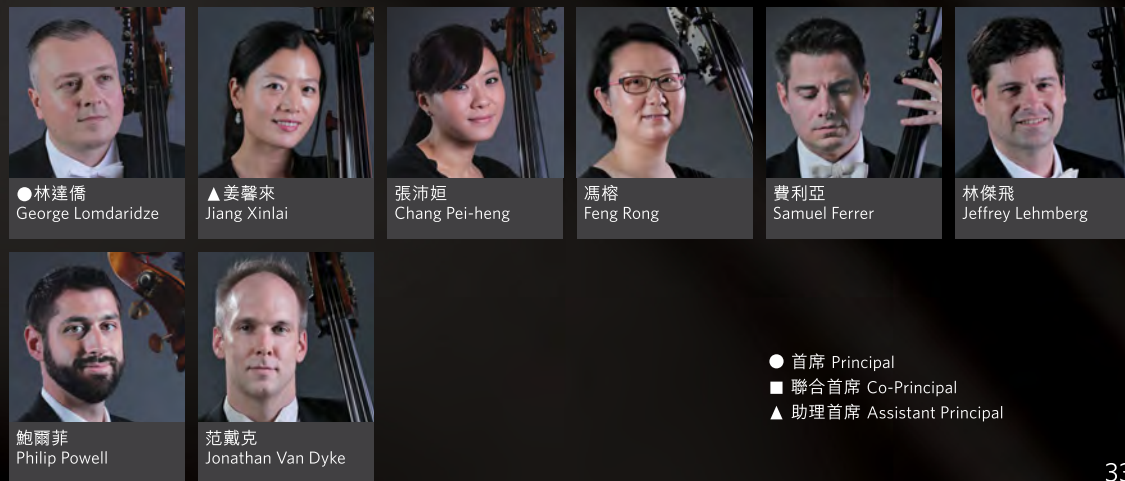 ●林達僑
George Lomdaridze
▲姜馨來
Jiang Xinlai
張沛姮
Chang Pei-heng
馮榕
Feng Rong
費利亞
Samuel Ferrer
林傑飛
Jeffrey Lehmberg
鮑爾菲
Philip Powell
范戴克
Jonathan Van Dyke
● 首席 Principal
■ 聯合首席 Co-Principal
▲ 助理首席 Assistant Principal
33